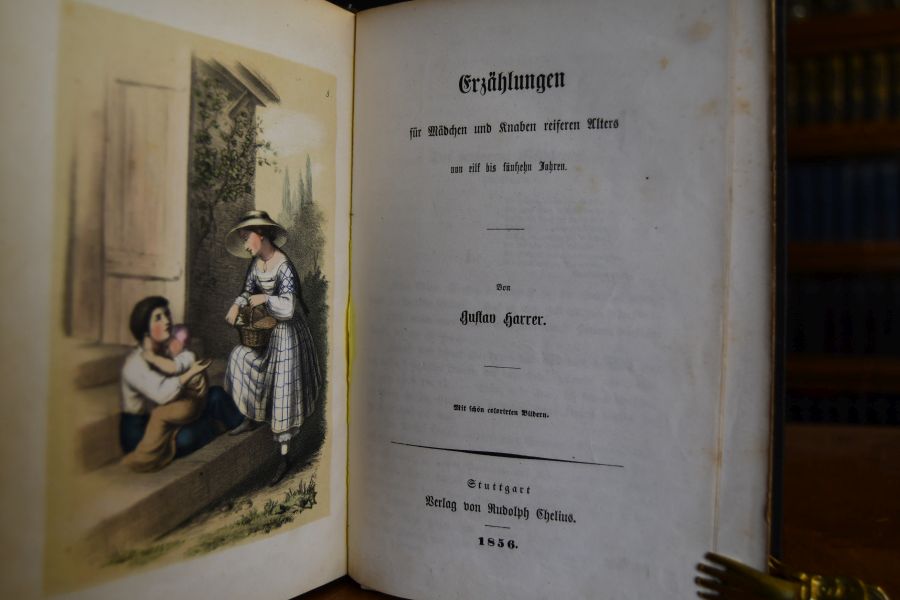 Erzählungen
für Mädchen und Knaben reiferen Alters
von eilf bis fünfzehn Jahren.
Von
Gustav Harrer.
Mit schön colorirten Bildern.
Stuttgart
Verlag von Rudolph Chelius.
1856.